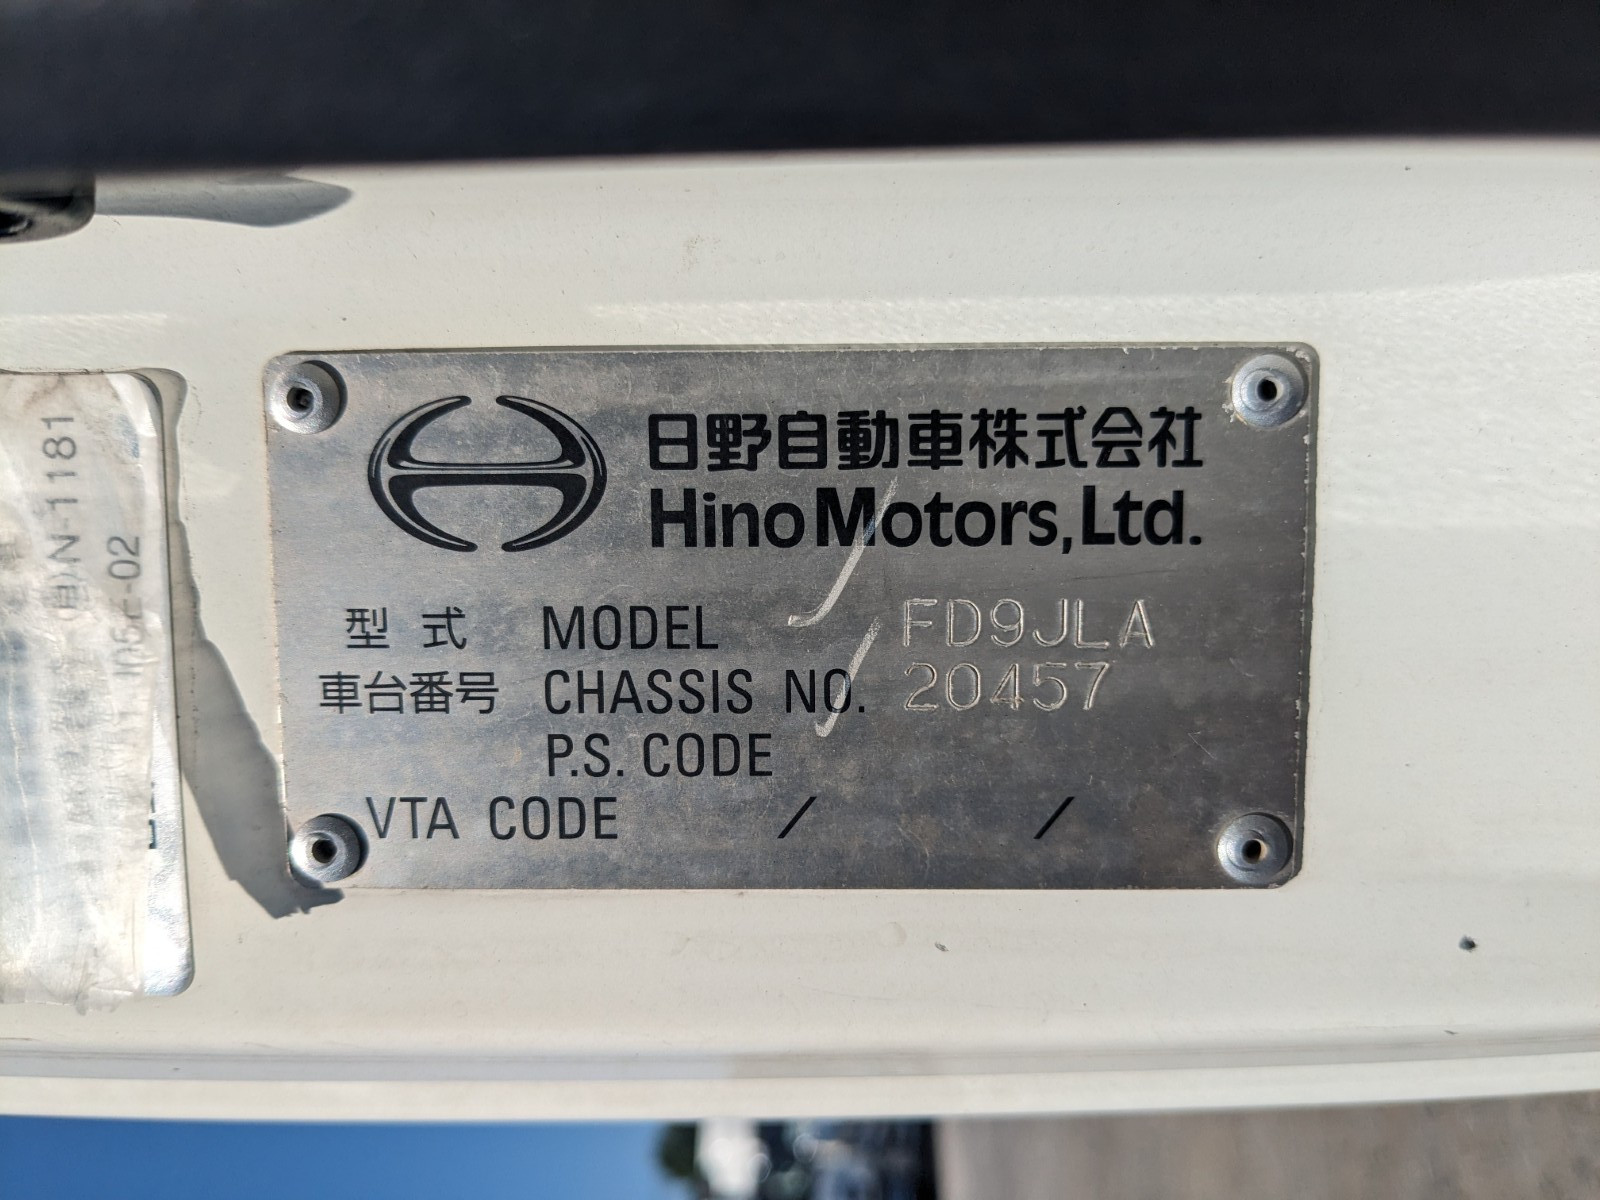 日野自動車株式会社
Hino Motors, Ltd.
型式 MODEL FD9JLA
車台番号 CHASSIS NO. 20457
P.S. CODE
VTA CODE / /
N-1181
-02